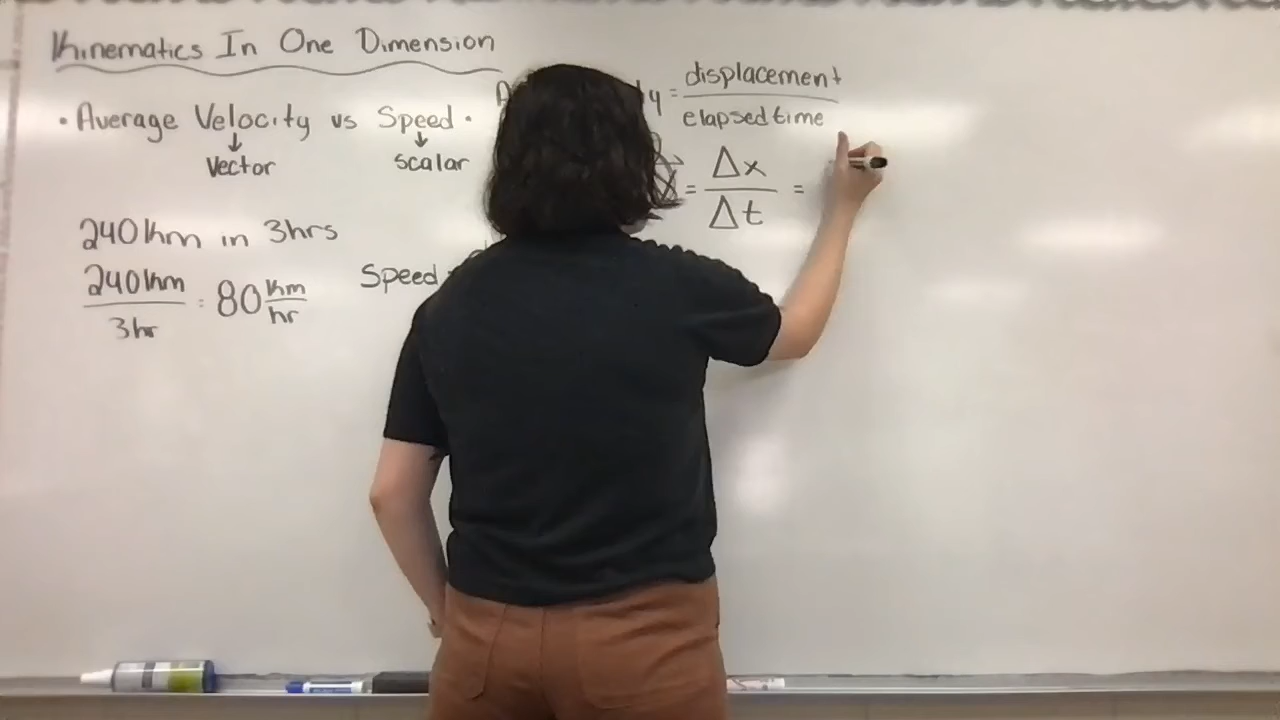 Kinematics In One Dimension
• Average Velocity vs Speed •
↓ ↓
Vector scalar
240 km in 3hrs
240 km
3hr
= 80 km
hr
Speed
= displacement
elapsed time
= Δx
Δt
=